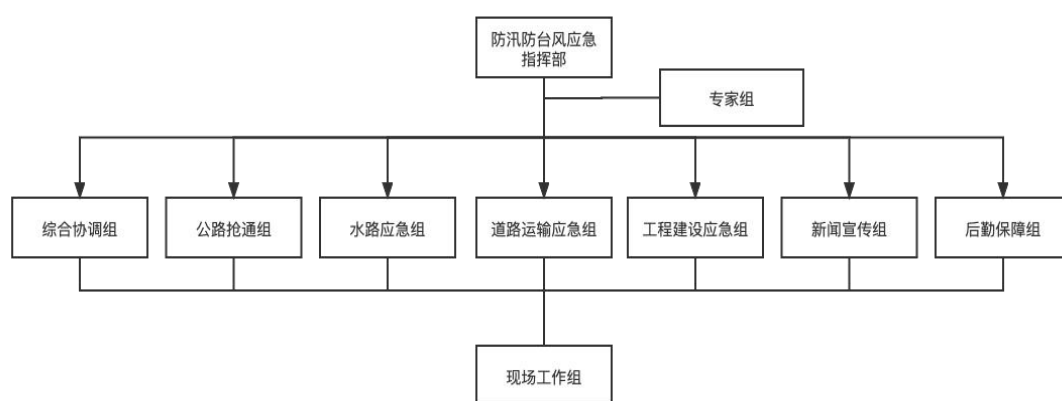 防汛防台风应急
指挥部
专家组
综合协调组
公路抢通组
水路应急组
道路运输应急组
工程建设应急组
新闻宣传组
后勤保障组
现场工作组